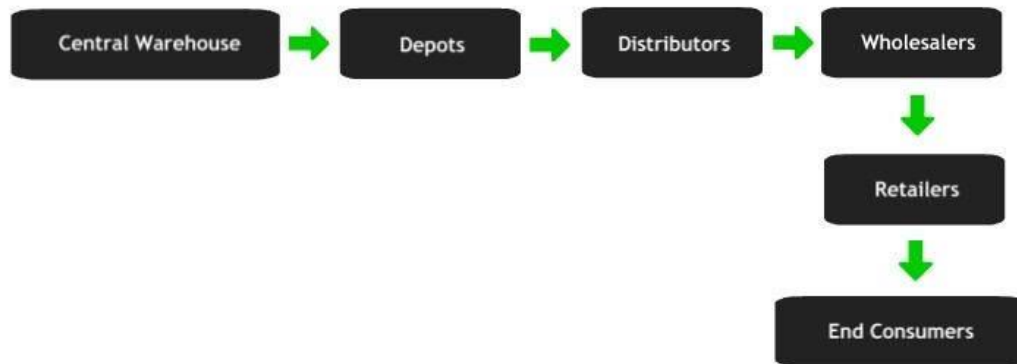 Central Warehouse
Depots
Distributors
Wholesalers
Retailers
End Consumers